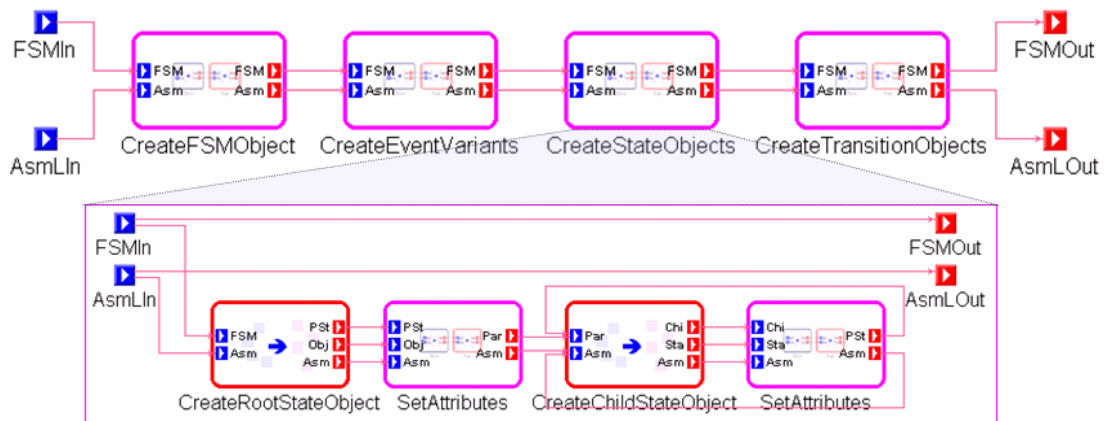 FSMIn
FSMOut
FSM FSM FSM FSM FSM FSM FSM FSM
Asm Asm Asm Asm Asm Asm Asm Asm
CreateFSMObject CreateEventVariants CreateStateObjects CreateTransitionObjects
AsmLIn
AsmLOut
FSMIn FSMOut
AsmLIn AsmLOut
PSt PSt Chi Chi
FSM Obj Obj Par Par Sta Sta PSt
Asm Asm Asm Asm Asm Asm Asm Asm
CreateRootStateObject SetAttributes CreateChildStateObject SetAttributes